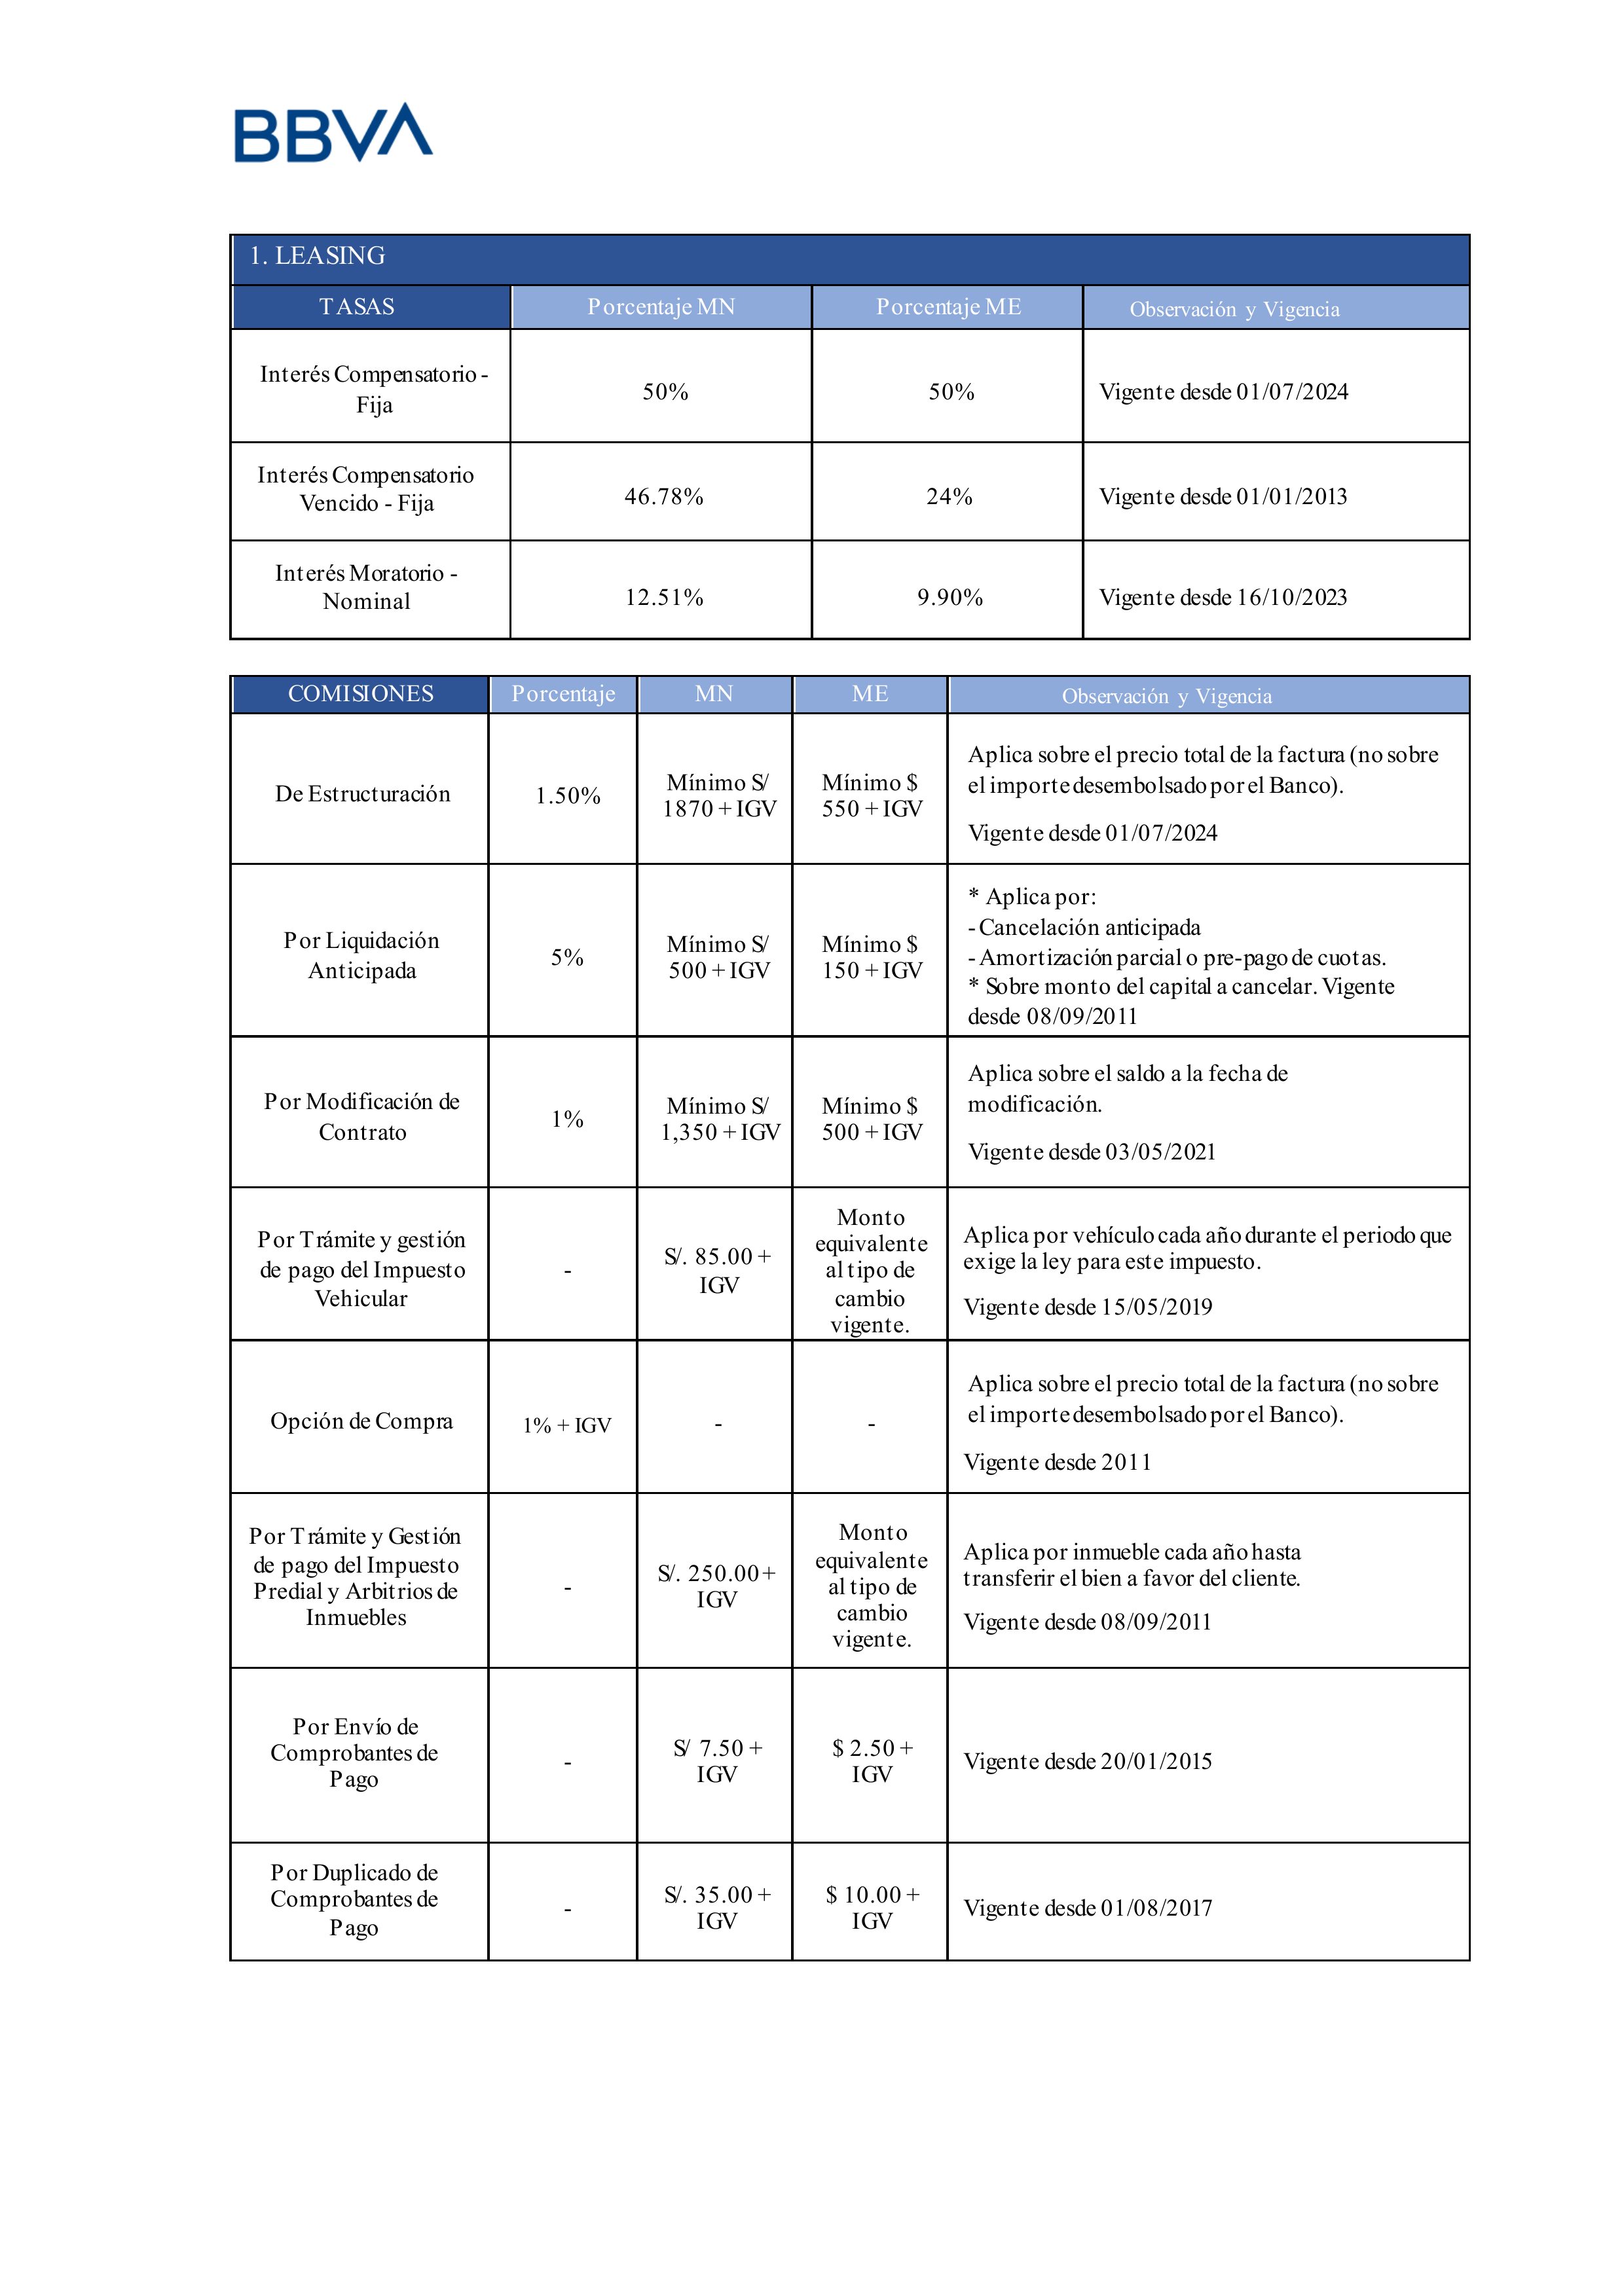 BBVA
1. LEASING
TASAS Porcentaje MN Porcentaje ME Observación y Vigencia
Interés Compensatorio -
Fija
50% 50% Vigente desde 01/07/2024
Interés Compensatorio
Vencido - Fija
46.78% 24% Vigente desde 01/01/2013
Interés Moratorio -
Nominal
12.51% 9.90% Vigente desde 16/10/2023
COMISIONES Porcentaje MN ME Observación y Vigencia
De Estructuración
1.50%
Mínimo S/
1870 + IGV
Mínimo $
550 + IGV
Aplica sobre el precio total de la factura (no sobre
el importe desembolsado por el Banco).
Vigente desde 01/07/2024
Por Liquidación
Anticipada
5%
Mínimo S/
500 + IGV
Mínimo $
150 + IGV
* Aplica por:
- Cancelación anticipada
- Amortización parcial o pre-pago de cuotas.
* Sobre monto del capital a cancelar. Vigente
desde 08/09/2011
Por Modificación de
Contrato
1%
Mínimo S/
1,350 + IGV
Mínimo $
500 + IGV
Aplica sobre el saldo a la fecha de
modificación.
Vigente desde 03/05/2021
Por Trámite y gestión
de pago del Impuesto
Vehicular
-
S/. 85.00 +
IGV
Monto
equivalente
al tipo de
cambio
vigente.
Aplica por vehículo cada año durante el periodo que
exige la ley para este impuesto.
Vigente desde 15/05/2019
Opción de Compra
1% + IGV
-
-
Aplica sobre el precio total de la factura (no sobre
el importe desembolsado por el Banco).
Vigente desde 2011
Por Trámite y Gestión
de pago del Impuesto
Predial y Arbitrios de
Inmuebles
-
S/. 250.00 +
IGV
Monto
equivalente
al tipo de
cambio
vigente.
Aplica por inmueble cada año hasta
transferir el bien a favor del cliente.
Vigente desde 08/09/2011
Por Envío de
Comprobantes de
Pago
-
S/ 7.50 +
IGV
$ 2.50 +
IGV
Vigente desde 20/01/2015
Por Duplicado de
Comprobantes de
Pago
-
S/. 35.00 +
IGV
$ 10.00 +
IGV
Vigente desde 01/08/2017